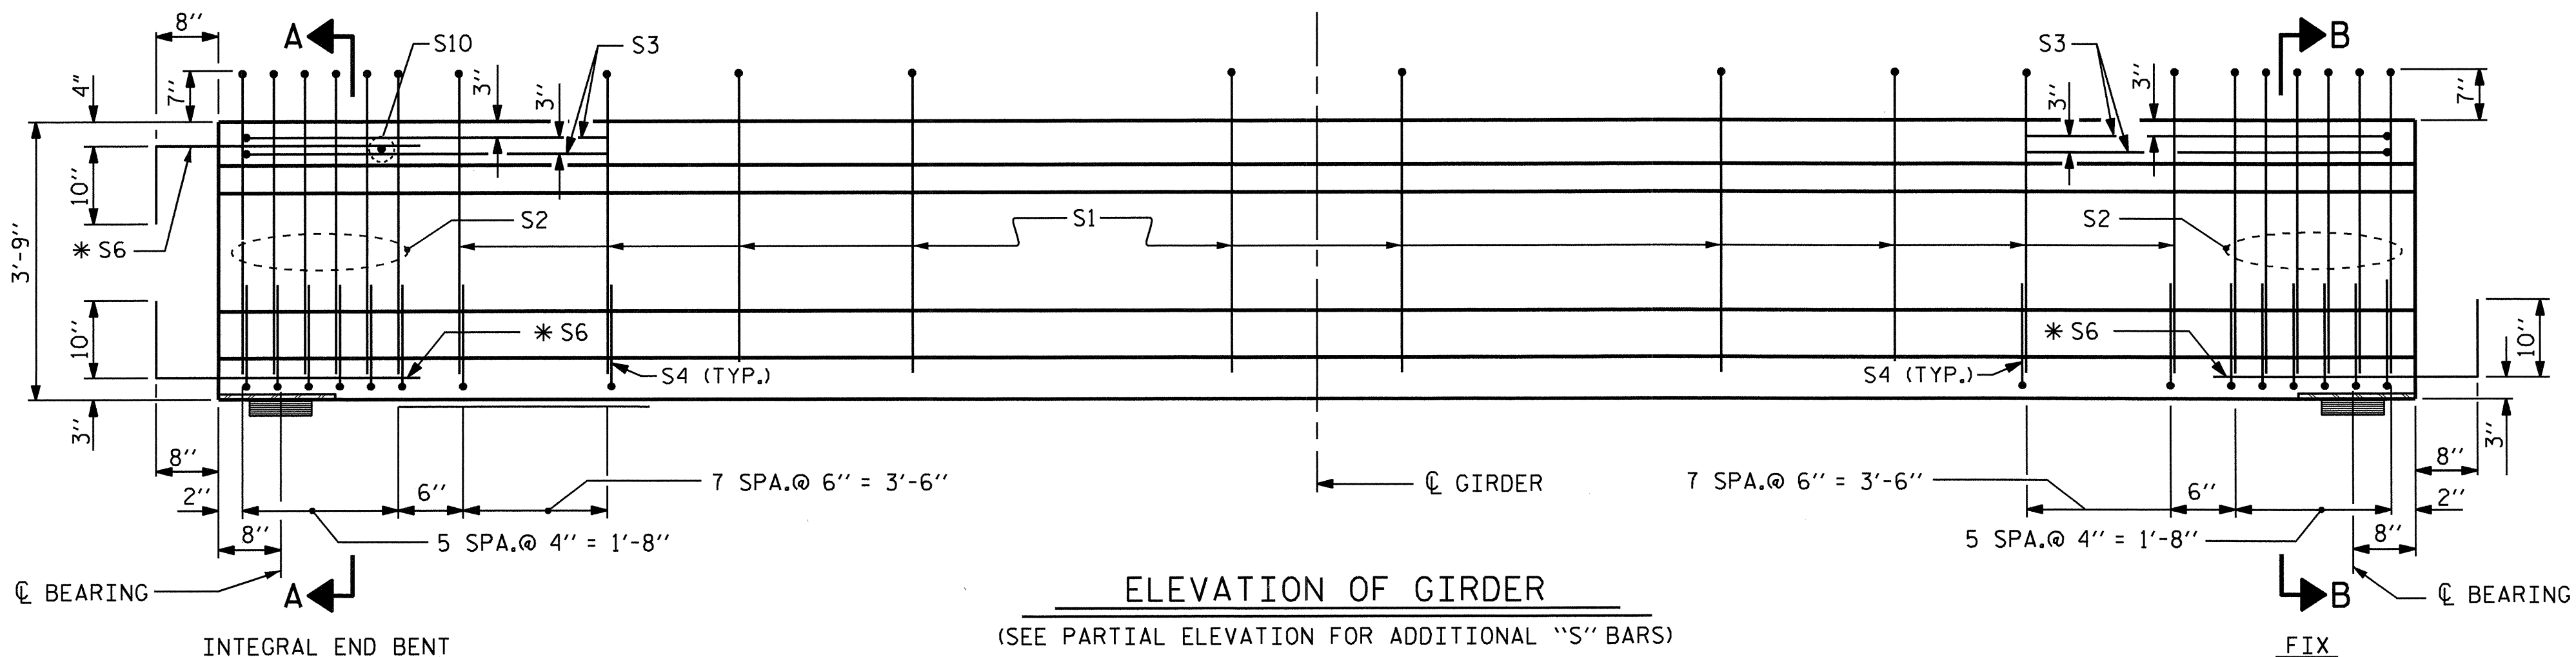 8" A S10 S3 S3 B
4" 7" 3" 3" 3" 3" 7"
10" S2 S1 S2
✳ S6
3'-9"
10" ✳ S6 ✳ S6 10"
S4 (TYP.) S4 (TYP.)
3" 3"
8" 7 SPA.@ 6" = 3'-6" ℄ GIRDER 7 SPA.@ 6" = 3'-6" 8"
2" 6" 6" 2"
8" 5 SPA.@ 4" = 1'-8" 5 SPA.@ 4" = 1'-8" 8"
℄ BEARING A ELEVATION OF GIRDER B ℄ BEARING
(SEE PARTIAL ELEVATION FOR ADDITIONAL "S" BARS)
INTEGRAL END BENT FIX